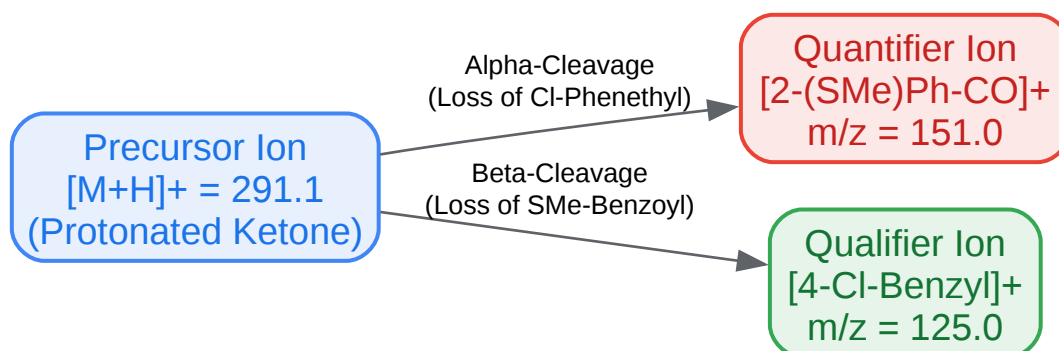 Precursor Ion
[M+H]+ = 291.1
(Protonated Ketone)
Alpha-Cleavage
(Loss of Cl-Phenethyl)
Beta-Cleavage
(Loss of SMe-Benzoyl)
Quantifier Ion
[2-(SMe)Ph-CO]+
m/z = 151.0
Qualifier Ion
[4-Cl-Benzyl]+
m/z = 125.0